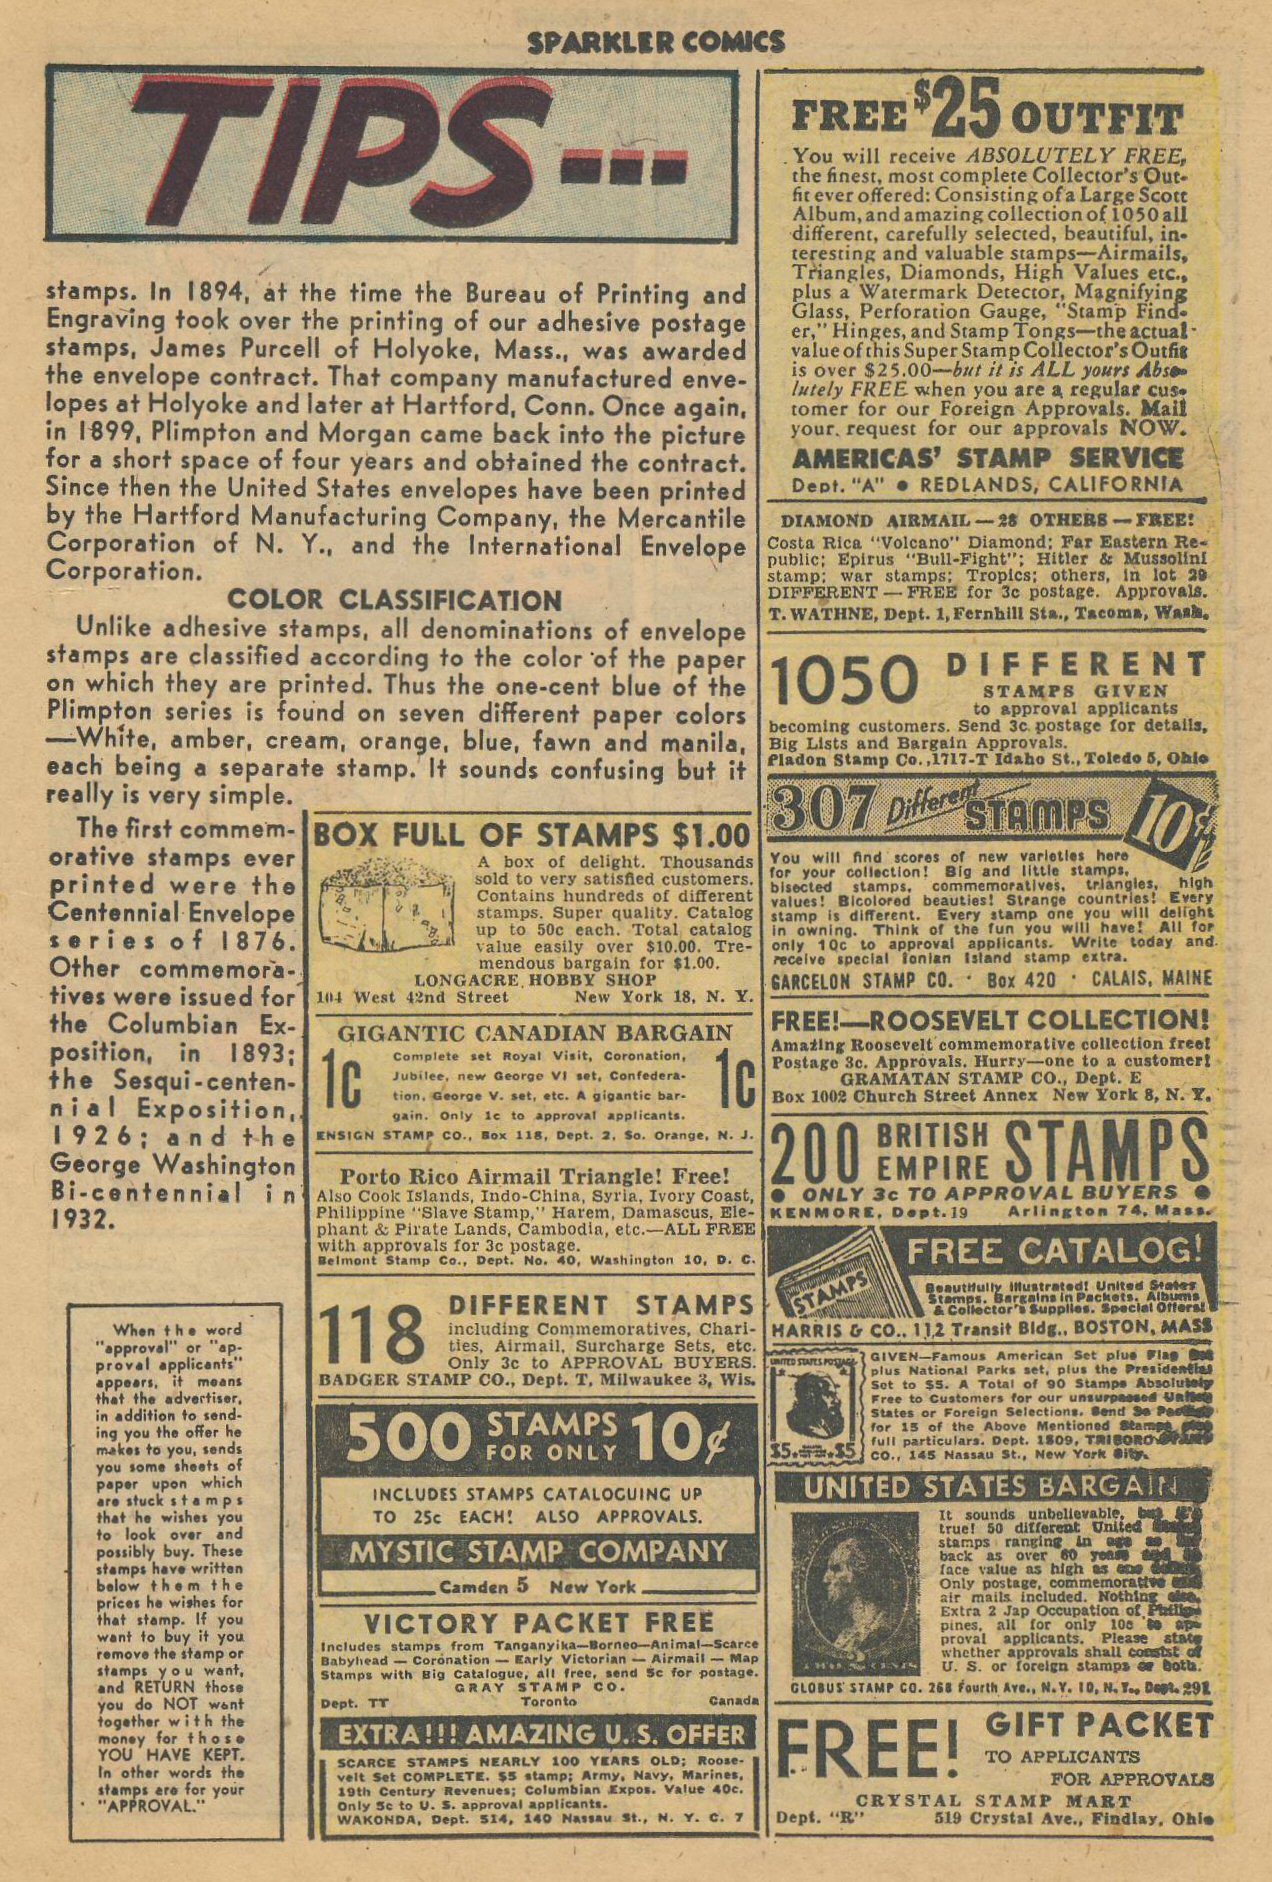 SPARKLER COMICS
TIPS---
stamps. In 1894, at the time the Bureau of Printing and
Engraving took over the printing of our adhesive postage
stamps, James Purcell of Holyoke, Mass., was awarded
the envelope contract. That company manufactured enve-
lopes at Holyoke and later at Hartford, Conn. Once again,
in 1899, Plimpton and Morgan came back into the picture
for a short space of four years and obtained the contract.
Since then the United States envelopes have been printed
by the Hartford Manufacturing Company, the Mercantile
Corporation of N. Y., and the International Envelope
Corporation.
COLOR CLASSIFICATION
Unlike adhesive stamps, all denominations of envelope
stamps are classified according to the color of the paper
on which they are printed. Thus the one-cent blue of the
Plimpton series is found on seven different paper colors
—White, amber, cream, orange, blue, fawn and manila,
each being a separate stamp. It sounds confusing but it
really is very simple.
The first commem-
orative stamps ever
printed were the
Centennial Envelope
series of 1876.
Other commemora-
tives were issued for
the Columbian Ex-
position, in 1893;
the Sesqui-centen-
nial Exposition,
1926; and the
George Washington
Bi-centennial in
1932.
When the word
"approval" or "ap-
proval applicants"
appears, it means
that the advertiser,
in addition to send-
ing you the offer he
makes to you, sends
you some sheets of
paper upon which
are stuck stamps
that he wishes you
to look over and
possibly buy. These
stamps have written
below them the
prices he wishes for
that stamp. If you
want to buy it you
remove the stamp or
stamps you want,
and RETURN those
you do NOT want
together with the
money for those
YOU HAVE KEPT.
In other words the
stamps are for your
"APPROVAL."
BOX FULL OF STAMPS $1.00
A box of delight. Thousands
sold to very satisfied customers.
Contains hundreds of different
stamps. Super quality. Catalog
up to 50c each. Total catalog
value easily over $10.00. Tre-
mendous bargain for $1.00.
LONGACRE HOBBY SHOP
104 West 42nd Street New York 18, N. Y.
GIGANTIC CANADIAN BARGAIN
1c 1c
Complete set Royal Visit, Coronation,
Jubilee, new George VI set, Confedera-
tion, George V. set, etc. A gigantic bar-
gain. Only 1c to approval applicants.
ENSIGN STAMP CO., Box 118, Dept. 2, So. Orange, N. J.
Porto Rico Airmail Triangle! Free!
Also Cook Islands, Indo-China, Syria, Ivory Coast,
Philippine "Slave Stamp," Harem, Damascus, Ele-
phant & Pirate Lands, Cambodia, etc.—ALL FREE
with approvals for 3c postage.
Belmont Stamp Co., Dept. No. 40, Washington 10, D. C.
118 DIFFERENT STAMPS
including Commemoratives, Chari-
ties, Airmail, Surcharge Sets, etc.
Only 3c to APPROVAL BUYERS.
BADGER STAMP CO., Dept. T, Milwaukee 3, Wis.
500 STAMPS FOR ONLY 10¢
INCLUDES STAMPS CATALOGUING UP
TO 25c EACH! ALSO APPROVALS.
MYSTIC STAMP COMPANY
Camden 5 New York
VICTORY PACKET FREE
Includes stamps from Tanganyika—Borneo—Animal—Scarce
Babyhead — Coronation — Early Victorian — Airmail — Map
Stamps with Big Catalogue, all free, send 5c for postage.
GRAY STAMP CO.
Dept. TT Toronto Canada
EXTRA!!! AMAZING U.S. OFFER
SCARCE STAMPS NEARLY 100 YEARS OLD; Roose-
velt Set COMPLETE. $5 stamp; Army, Navy, Marines,
19th Century Revenues; Columbian Expos. Value 40c.
Only 5c to U. S. approval applicants.
WAKONDA, Dept. 514, 140 Nassau St., N. Y. C. 7
FREE $25 OUTFIT
You will receive ABSOLUTELY FREE,
the finest, most complete Collector's Out-
fit ever offered: Consisting of a Large Scott
Album, and amazing collection of 1050 all
different, carefully selected, beautiful, in-
teresting and valuable stamps—Airmails,
Triangles, Diamonds, High Values etc.,
plus a Watermark Detector, Magnifying
Glass, Perforation Gauge, "Stamp Find-
er," Hinges, and Stamp Tongs—the actual
value of this Super Stamp Collector's Outfit
is over $25.00—but it is ALL yours Abso-
lutely FREE when you are a regular cus-
tomer for our Foreign Approvals. Mail
your request for our approvals NOW.
AMERICAS' STAMP SERVICE
Dept. "A" • REDLANDS, CALIFORNIA
DIAMOND AIRMAIL — 28 OTHERS — FREE!
Costa Rica "Volcano" Diamond; Far Eastern Re-
public; Epirus "Bull-Fight"; Hitler & Mussolini
stamp; war stamps; Tropics; others, in lot 29
DIFFERENT — FREE for 3c postage. Approvals.
T. WATHNE, Dept. 1, Fernhill Sta., Tacoma, Wash.
1050 DIFFERENT
STAMPS GIVEN
to approval applicants
becoming customers. Send 3c postage for details,
Big Lists and Bargain Approvals.
Pladon Stamp Co., 1717-T Idaho St., Toledo 5, Ohio
307 Different STAMPS 10¢
You will find scores of new varieties here
for your collection! Big and little stamps,
bisected stamps, commemoratives, triangles, high
values! Bicolored beauties! Strange countries! Every
stamp is different. Every stamp one you will delight
in owning. Think of the fun you will have! All for
only 10c to approval applicants. Write today and
receive special Ionian Island stamp extra.
GARCELON STAMP CO. · Box 420 · CALAIS, MAINE
FREE!—ROOSEVELT COLLECTION!
Amazing Roosevelt commemorative collection free!
Postage 3c. Approvals. Hurry—one to a customer!
GRAMATAN STAMP CO., Dept. E
Box 1002 Church Street Annex New York 8, N. Y.
200 BRITISH EMPIRE STAMPS
• ONLY 3c TO APPROVAL BUYERS •
KENMORE, Dept. 19 Arlington 74, Mass.
STAMPS
FREE CATALOG!
Beautifully Illustrated! United States
Stamps. Bargains in Packets. Albums
& Collector's Supplies. Special Offers!
HARRIS & CO., 112 Transit Bldg., BOSTON, MASS
UNITED STATES POSTAGE
$5 $5
GIVEN—Famous American Set plus Flag Set
plus National Parks set, plus the Presidential
Set to $5. A Total of 90 Stamps Absolutely
Free to Customers for our unsurpassed United
States or Foreign Selections. Send 3c Postage
for 15 of the Above Mentioned Stamps plus
full particulars. Dept. 1809, TRIBORO STAMP
CO., 145 Nassau St., New York City.
UNITED STATES BARGAIN
It sounds unbelievable, but it's
true! 50 different United
stamps ranging in age as
back as over 60 years and
face value as high as one
Only postage, commemorative
air mails included. Nothing else.
Extra 2 Jap Occupation of Philip-
pines, all for only 10c to ap-
proval applicants. Please state
whether approvals shall consist of
U. S. or foreign stamps or both.
GLOBUS STAMP CO. 268 Fourth Ave., N.Y. 10, N.Y., Dept. 291
FREE! GIFT PACKET
TO APPLICANTS
FOR APPROVALS
CRYSTAL STAMP MART
Dept. "R" 519 Crystal Ave., Findlay, Ohio